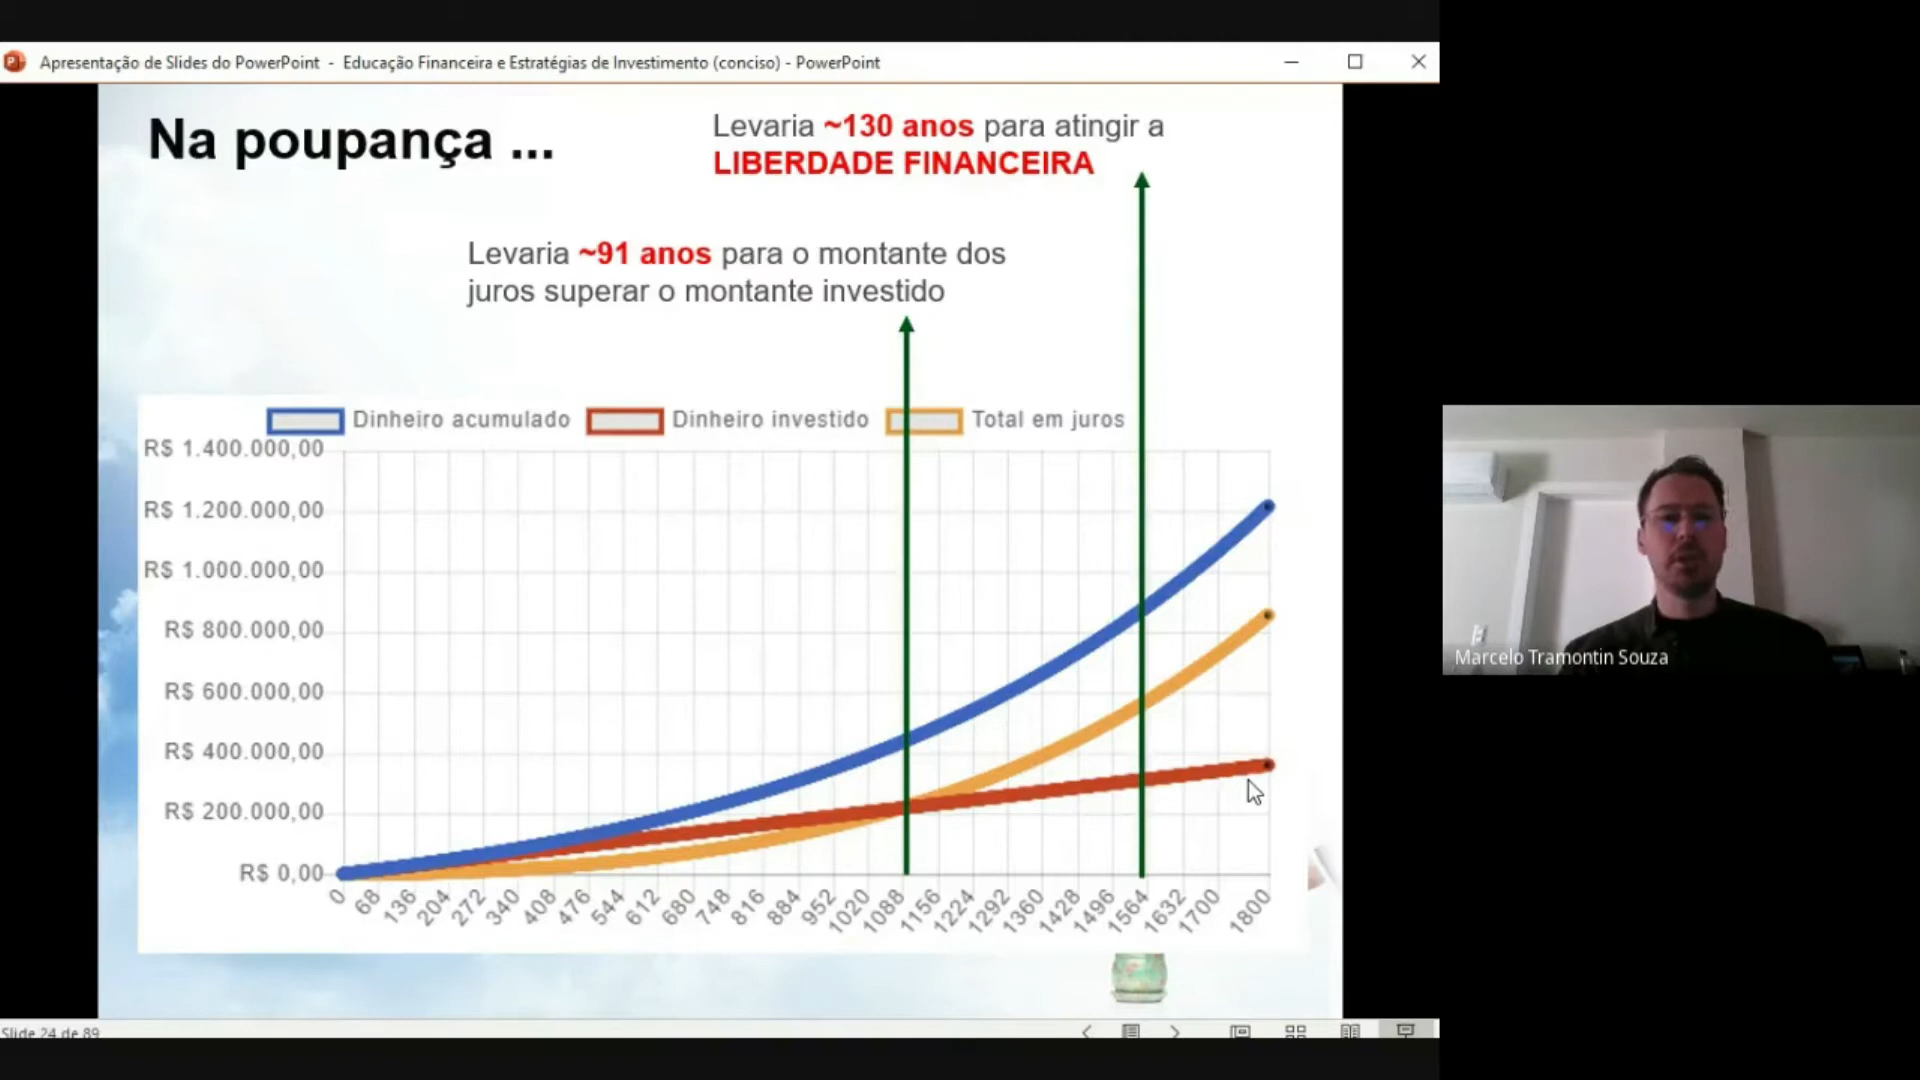 Apresentação de Slides do PowerPoint - Educação Financeira e Estratégias de Investimento (conciso) - PowerPoint
Na poupança ...
Levaria ~130 anos para atingir a
LIBERDADE FINANCEIRA
Levaria ~91 anos para o montante dos
juros superar o montante investido
Dinheiro acumulado Dinheiro investido Total em juros
R$ 1.400.000,00
R$ 1.200.000,00
R$ 1.000.000,00
R$ 800.000,00
R$ 600.000,00
R$ 400.000,00
R$ 200.000,00
R$ 0,00
0 68 136 204 272 340 408 476 544 612 680 748 816 884 952 1020 1088 1156 1224 1292 1360 1428 1496 1564 1632 1700 1800
Marcelo Tramontin Souza
Slide 24 de 89